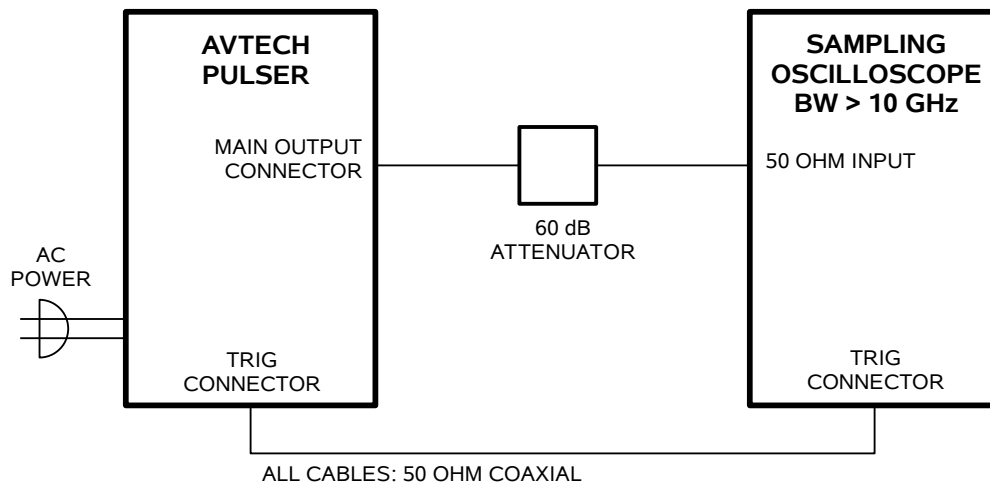 AVTECH
PULSER
MAIN OUTPUT
CONNECTOR
TRIG
CONNECTOR
AC
POWER
60 dB
ATTENUATOR
SAMPLING
OSCILLOSCOPE
BW > 10 GHz
50 OHM INPUT
TRIG
CONNECTOR
ALL CABLES: 50 OHM COAXIAL